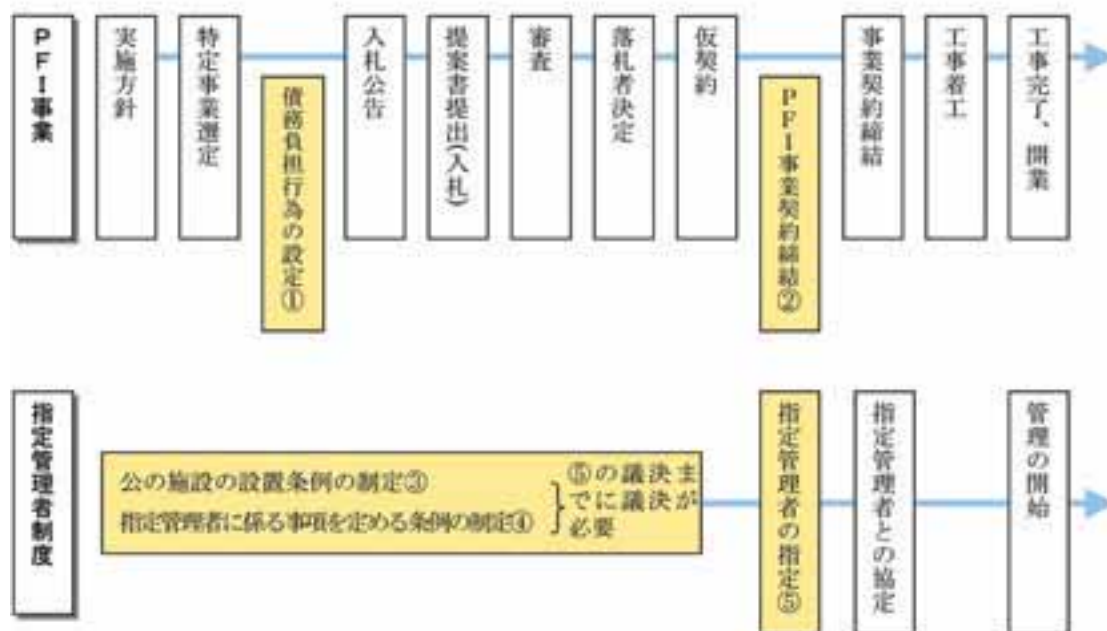 PFI事業
実施方針
特定事業選定
債務負担行為の設定①
入札公告
提案書提出(入札)
審査
落札者決定
仮契約
PFI事業契約締結②
事業契約締結
工事着工
工事完了、開業
指定管理者制度
公の施設の設置条例の制定③
指定管理者に係る事項を定める条例の制定④
⑤の議決ま
でに議決が
必要
指定管理者の指定⑤
指定管理者との協定
管理の開始